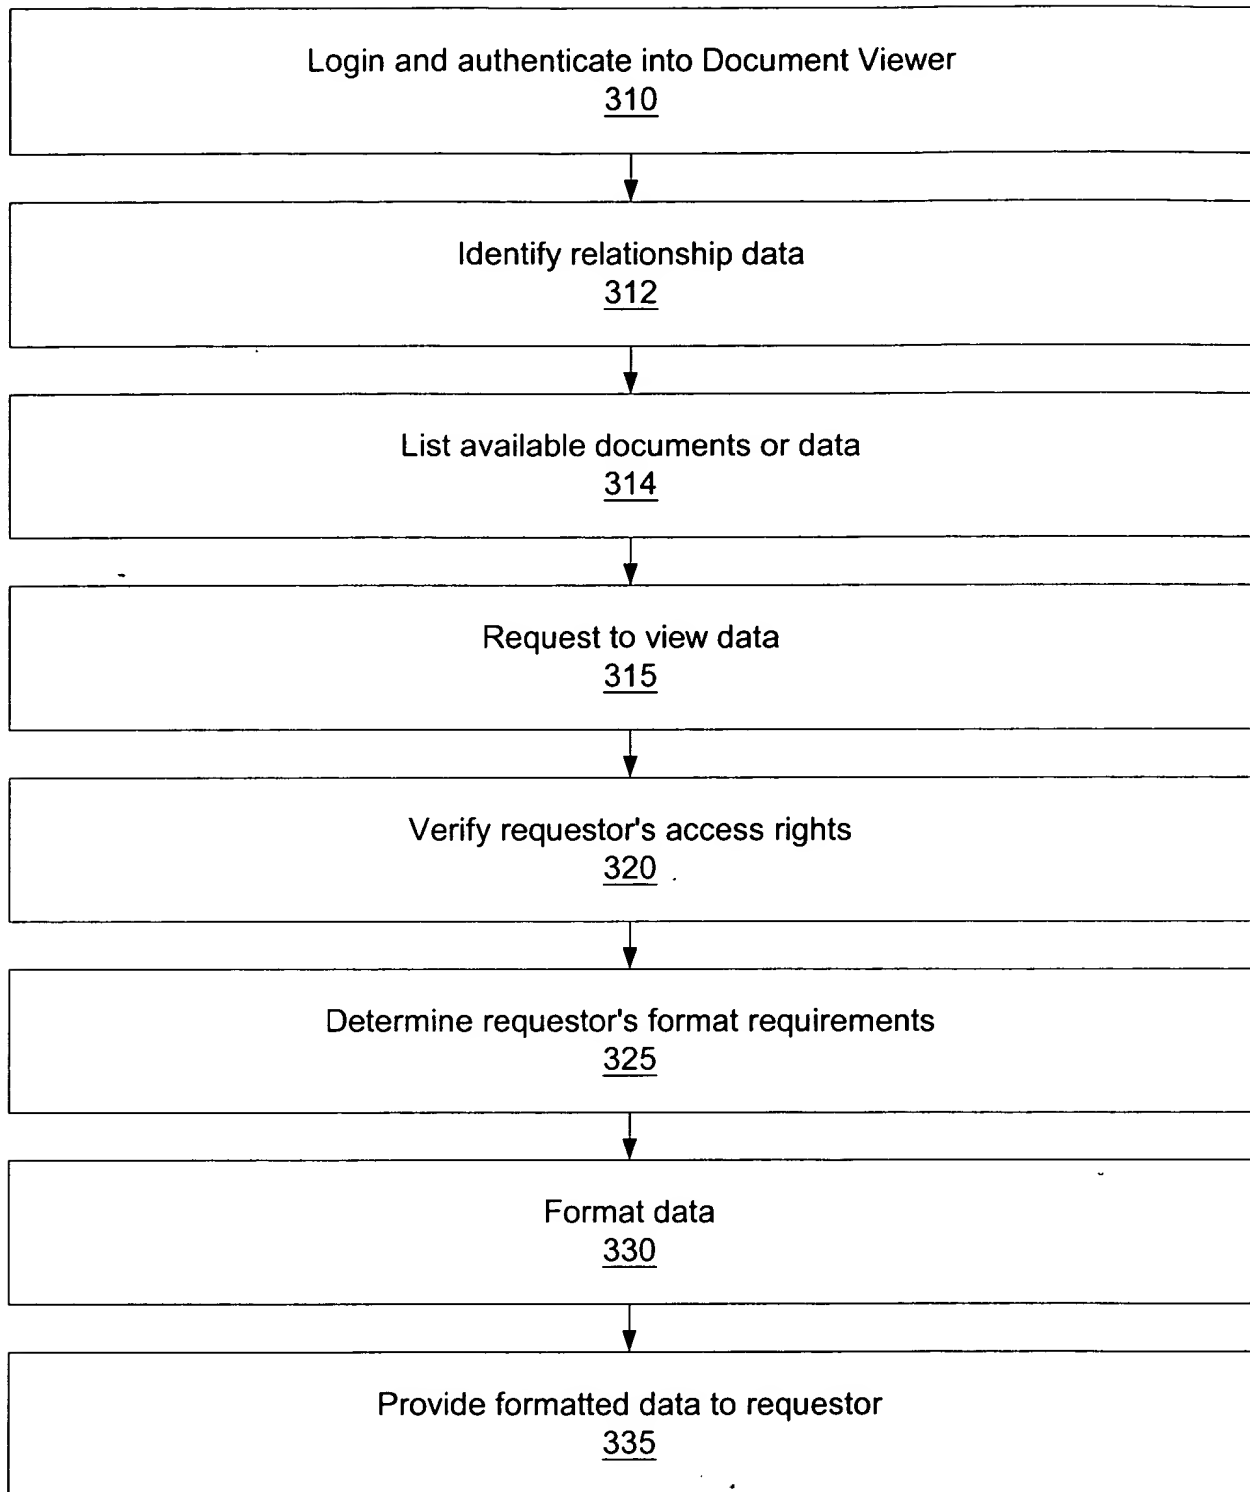 Login and authenticate into Document Viewer
310
Identify relationship data
312
List available documents or data
314
Request to view data
315
Verify requestor's access rights
320
Determine requestor's format requirements
325
Format data
330
Provide formatted data to requestor
335